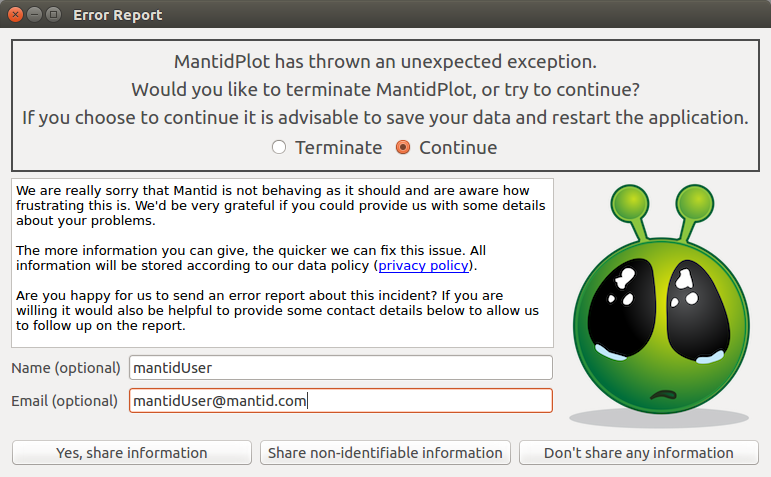 Error Report
MantidPlot has thrown an unexpected exception.
Would you like to terminate MantidPlot, or try to continue?
If you choose to continue it is advisable to save your data and restart the application.
Terminate Continue
We are really sorry that Mantid is not behaving as it should and are aware how
frustrating this is. We'd be very grateful if you could provide us with some details
about your problems.
The more information you can give, the quicker we can fix this issue. All
information will be stored according to our data policy (privacy policy).
Are you happy for us to send an error report about this incident? If you are
willing it would also be helpful to provide some contact details below to allow us
to follow up on the report.
Name (optional) mantidUser
Email (optional) mantidUser@mantid.com
Yes, share information Share non-identifiable information Don't share any information